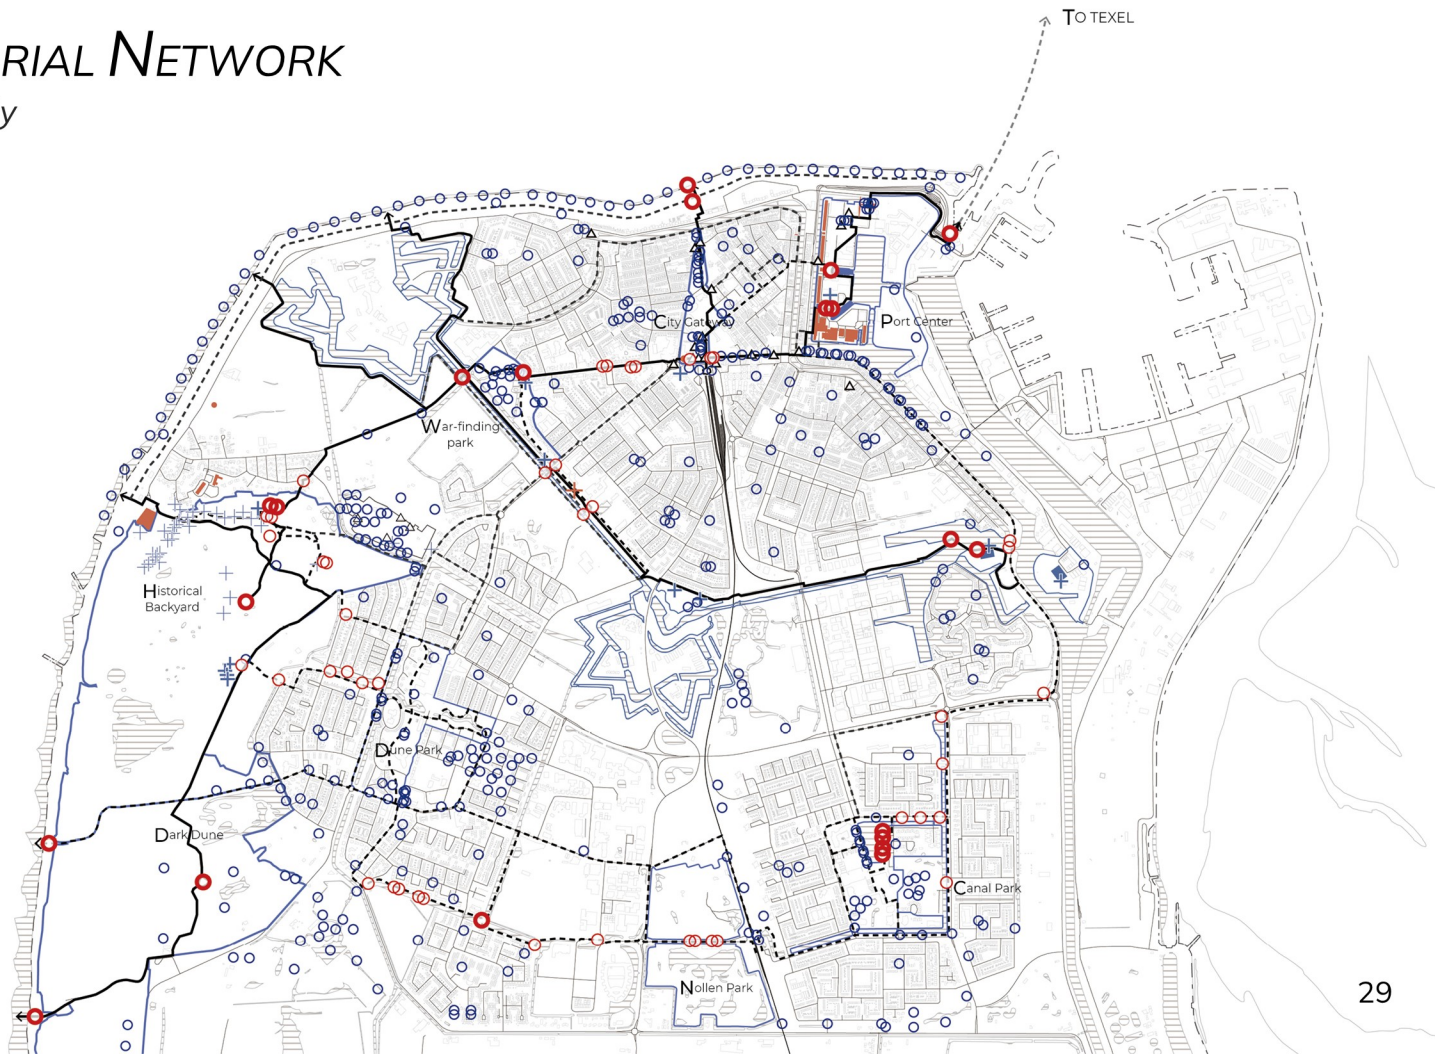 TO TEXEL
RIAL NETWORK
y
City Gateway
Port Center
War-finding
park
Historical
Backyard
Dune Park
Dark Dune
Canal Park
Nollen Park
29